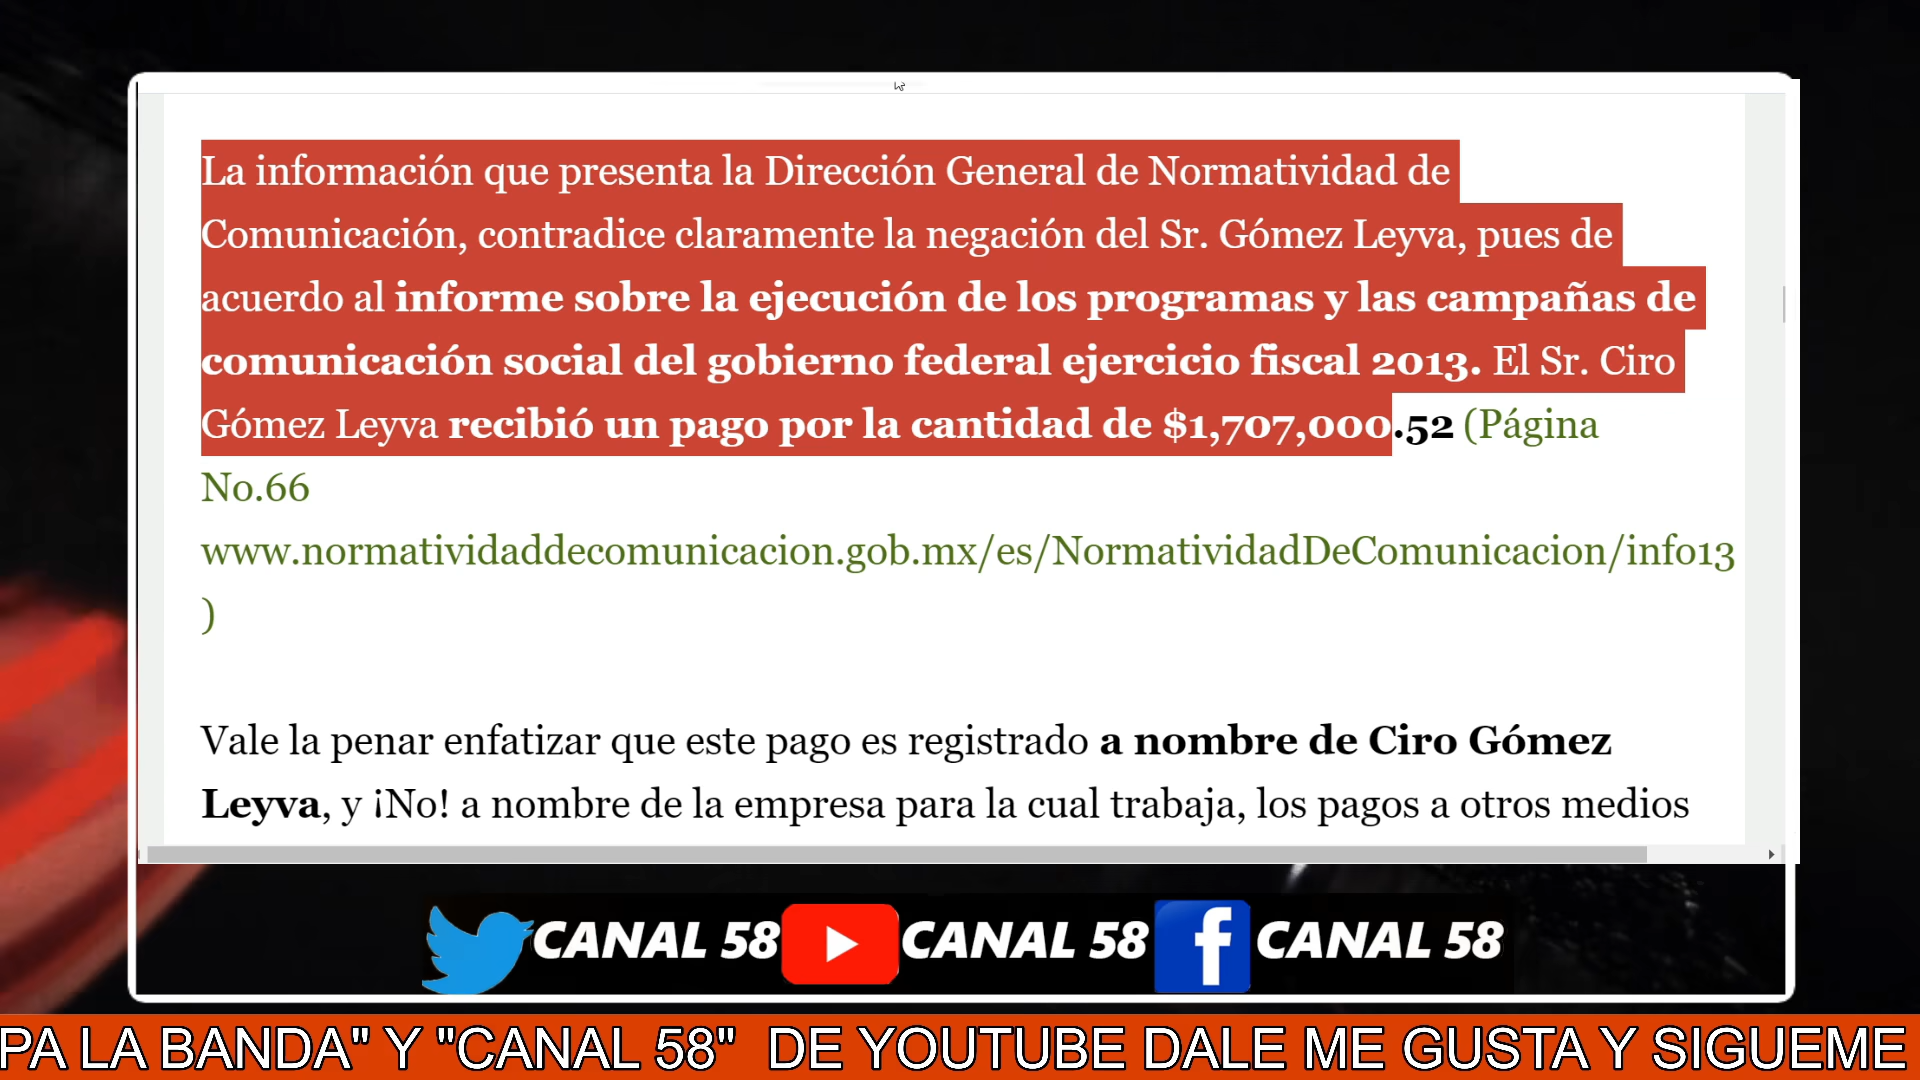 La información que presenta la Dirección General de Normatividad de
Comunicación, contradice claramente la negación del Sr. Gómez Leyva, pues de
acuerdo al informe sobre la ejecución de los programas y las campañas de
comunicación social del gobierno federal ejercicio fiscal 2013. El Sr. Ciro
Gómez Leyva recibió un pago por la cantidad de $1,707,000.52 (Página
No.66
www.normatividaddecomunicacion.gob.mx/es/NormatividadDeComunicacion/info13
)
Vale la penar enfatizar que este pago es registrado a nombre de Ciro Gómez
Leyva, y ¡No! a nombre de la empresa para la cual trabaja, los pagos a otros medios
CANAL 58 CANAL 58 CANAL 58
PA LA BANDA" Y "CANAL 58" DE YOUTUBE DALE ME GUSTA Y SIGUEME